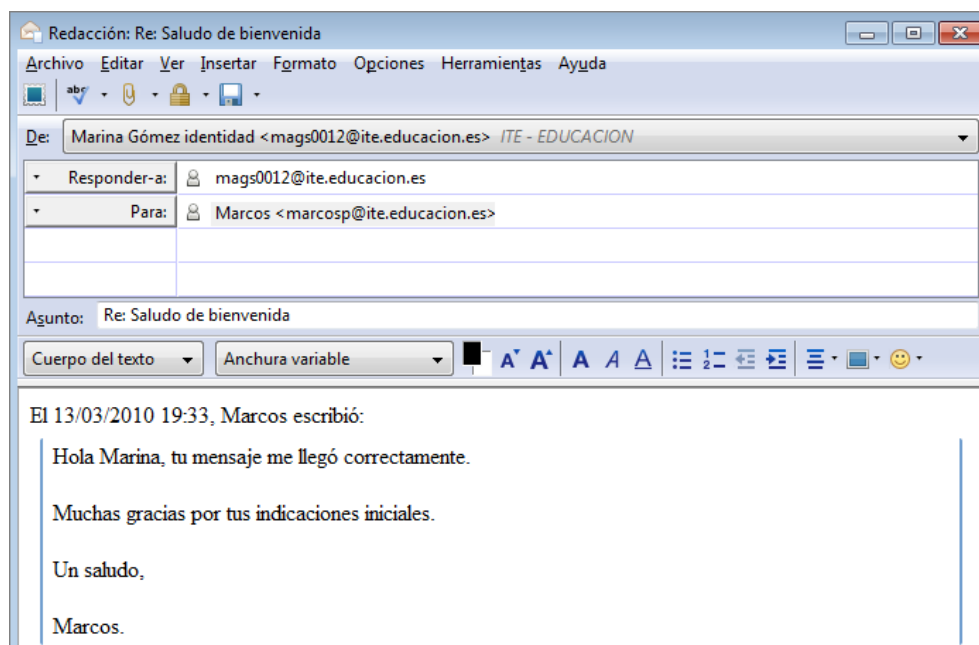 Redacción: Re: Saludo de bienvenida
Archivo Editar Ver Insertar Formato Opciones Herramientas Ayuda
abc
De: Marina Gómez identidad <mags0012@ite.educacion.es> ITE - EDUCACION
Responder-a: mags0012@ite.educacion.es
Para: Marcos <marcosp@ite.educacion.es>
Asunto: Re: Saludo de bienvenida
Cuerpo del texto Anchura variable A A A A A 1 2
El 13/03/2010 19:33, Marcos escribió:
Hola Marina, tu mensaje me llegó correctamente.
Muchas gracias por tus indicaciones iniciales.
Un saludo,
Marcos.